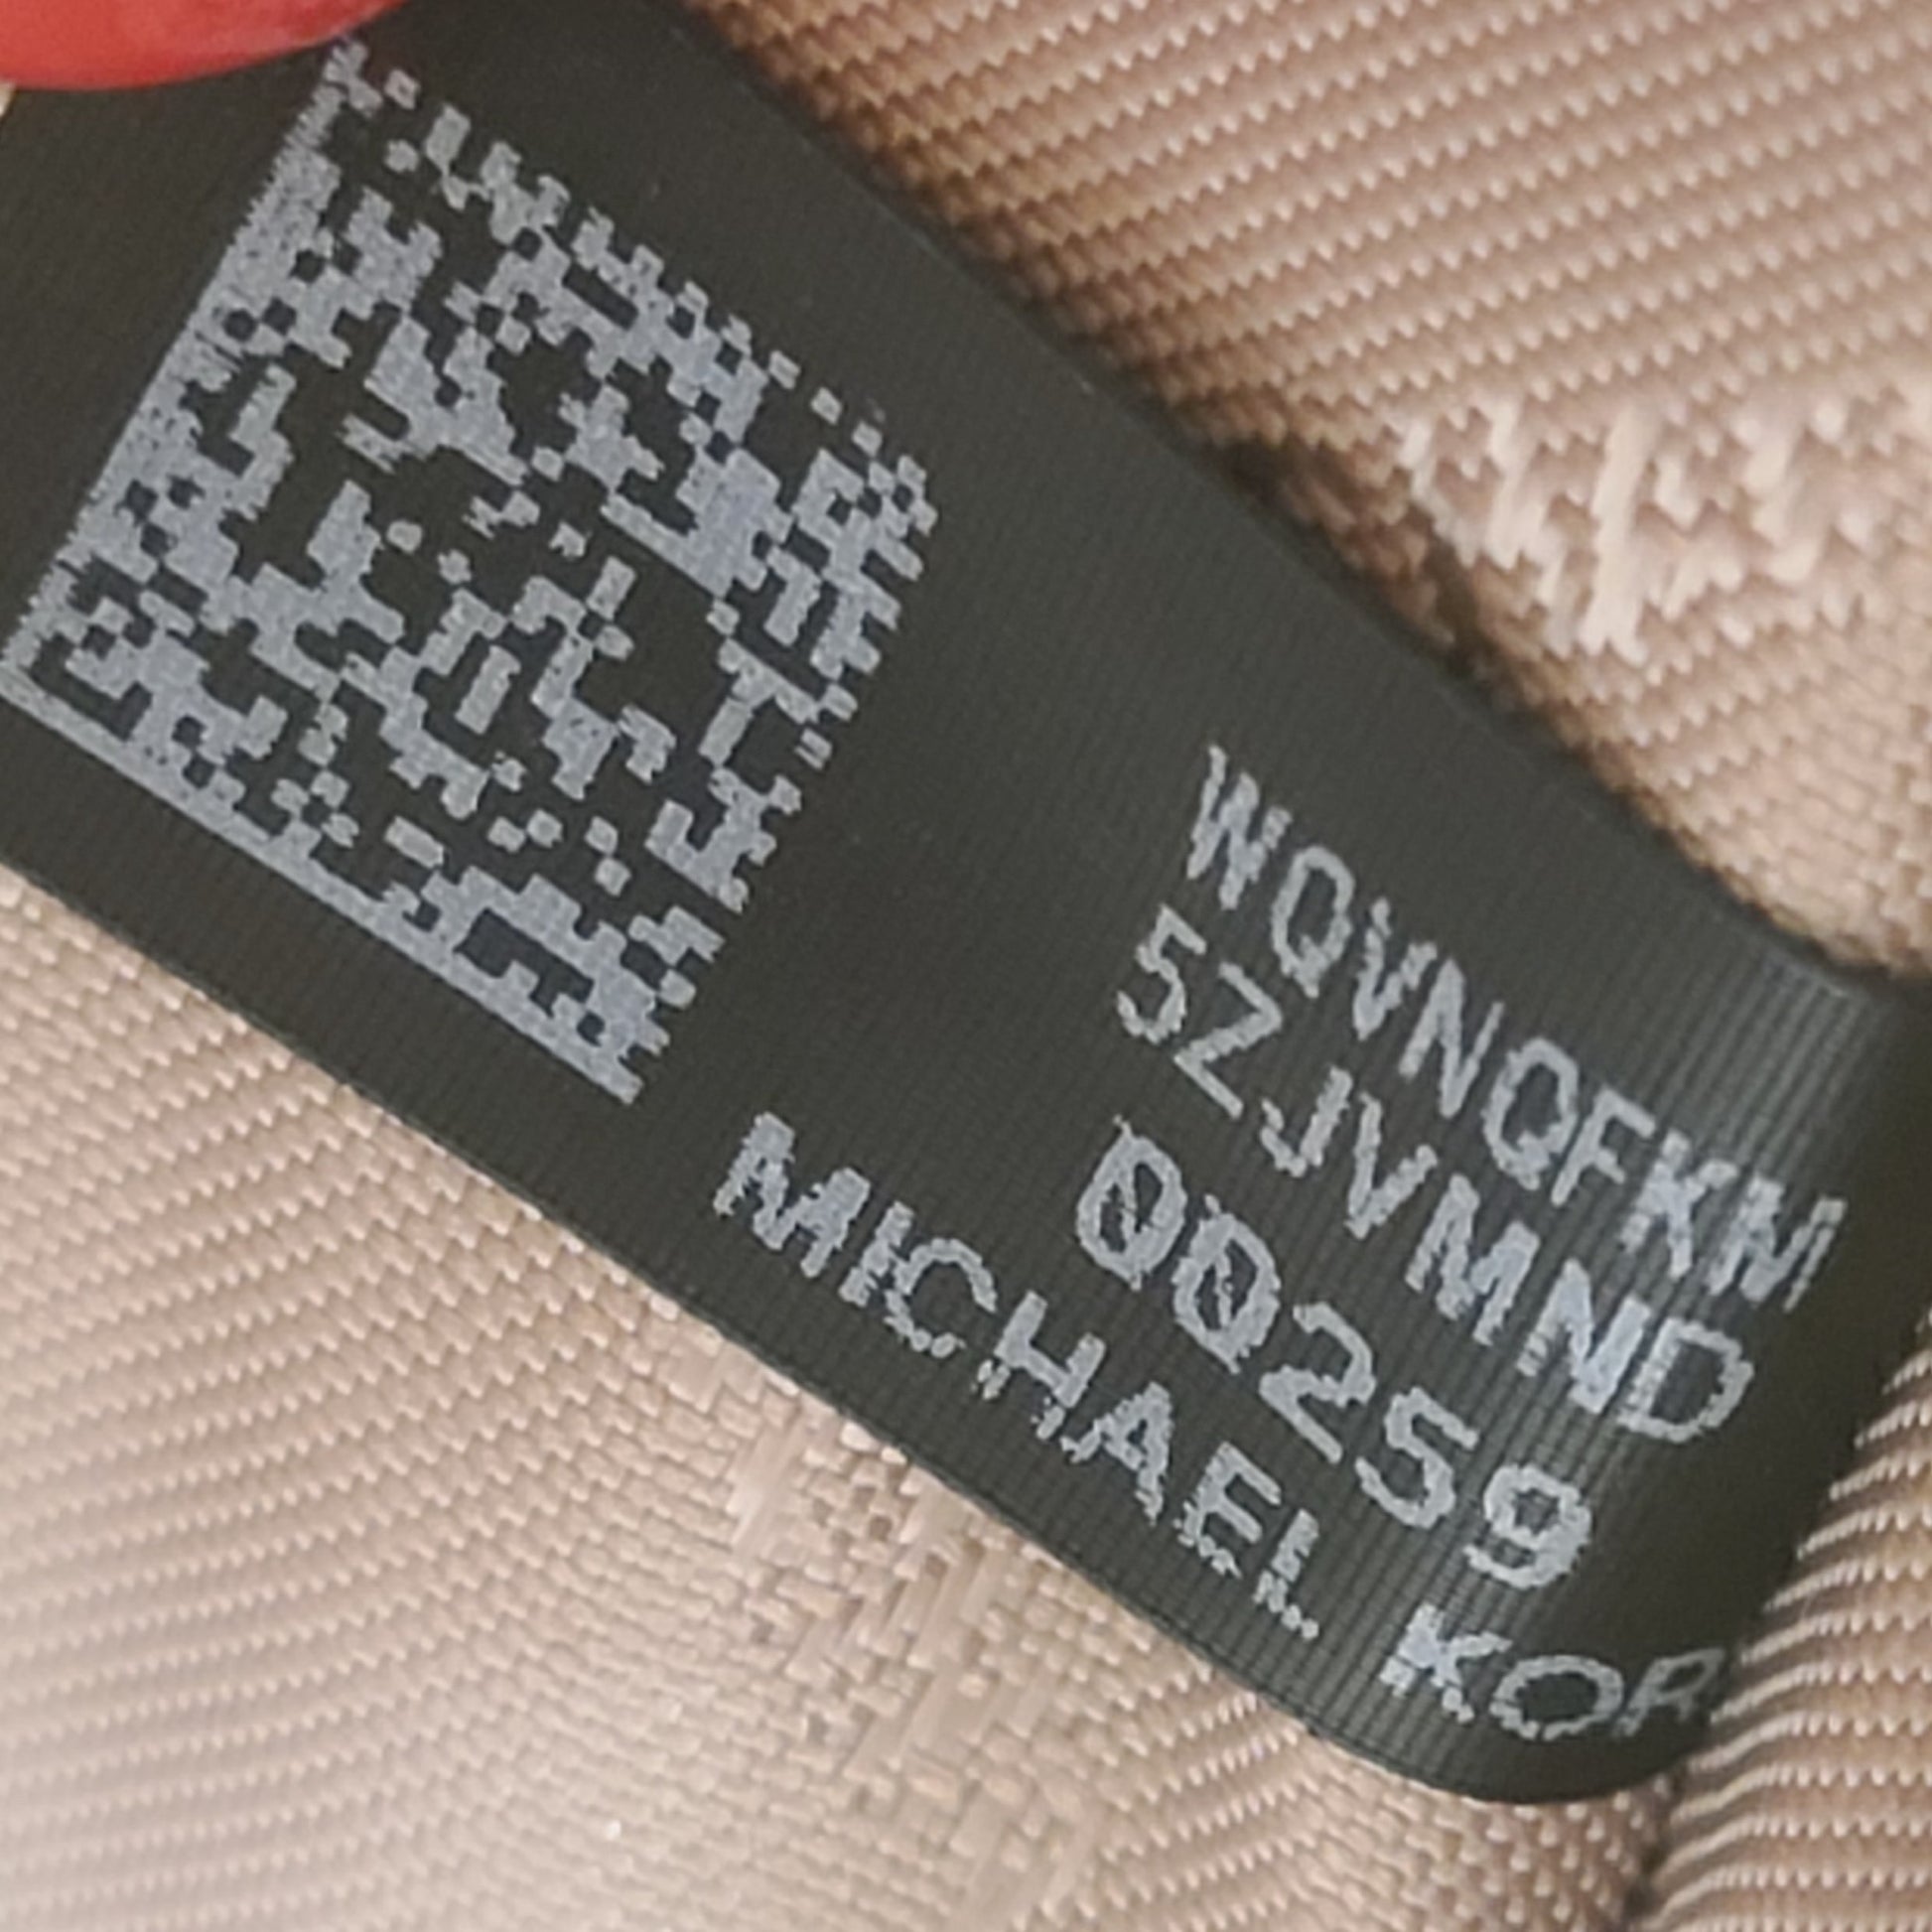 WQVNQFKM
5ZJVMND
00259
MICHAEL KOR